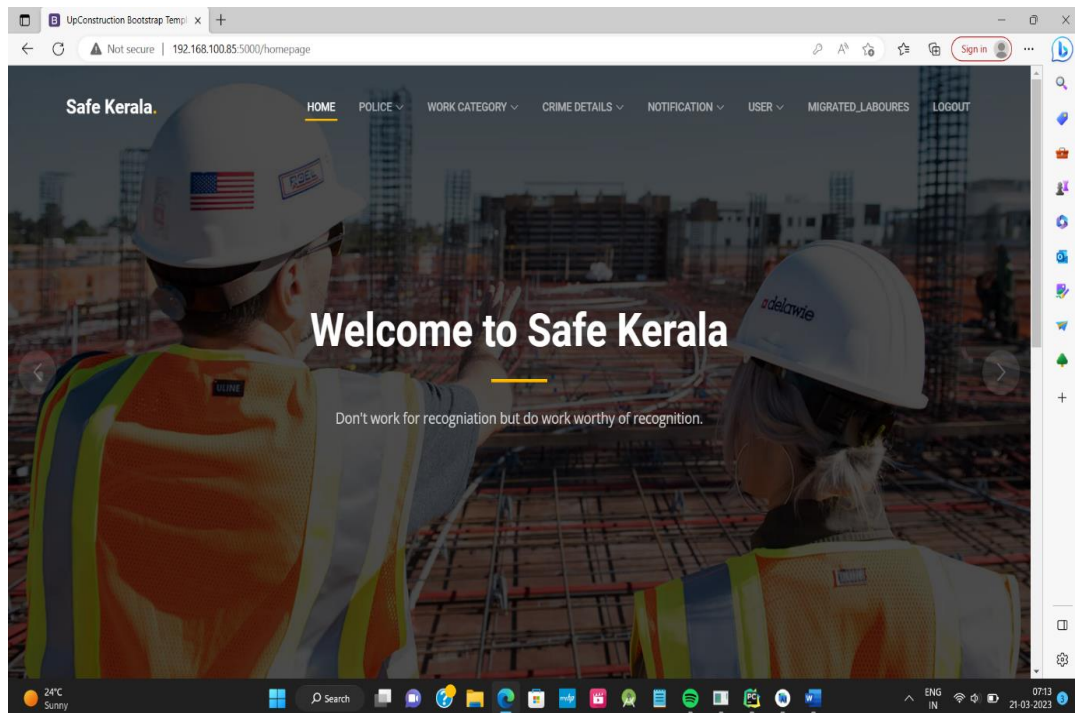 UpConstruction Bootstrap Templ
Not secure | 192.168.100.85:5000/homepage
Sign in
Safe Kerala.
HOME POLICE WORK CATEGORY CRIME DETAILS NOTIFICATION USER MIGRATED_LABOURES LOGOUT
delawie
ULINE
Welcome to Safe Kerala
Don't work for recogniation but do work worthy of recognition.
24°C
Sunny
Search
ENG
IN
07:13
21-03-2023